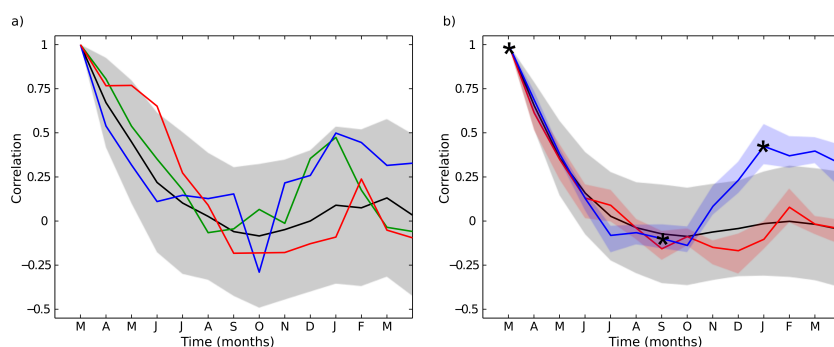 a)
1
0.75
0.5
0.25
0
−0.25
−0.5
Correlation
M A M J J A S O N D J F M
Time (months)
b)
1
0.75
0.5
0.25
0
−0.25
−0.5
Correlation
M A M J J A S O N D J F M
Time (months)